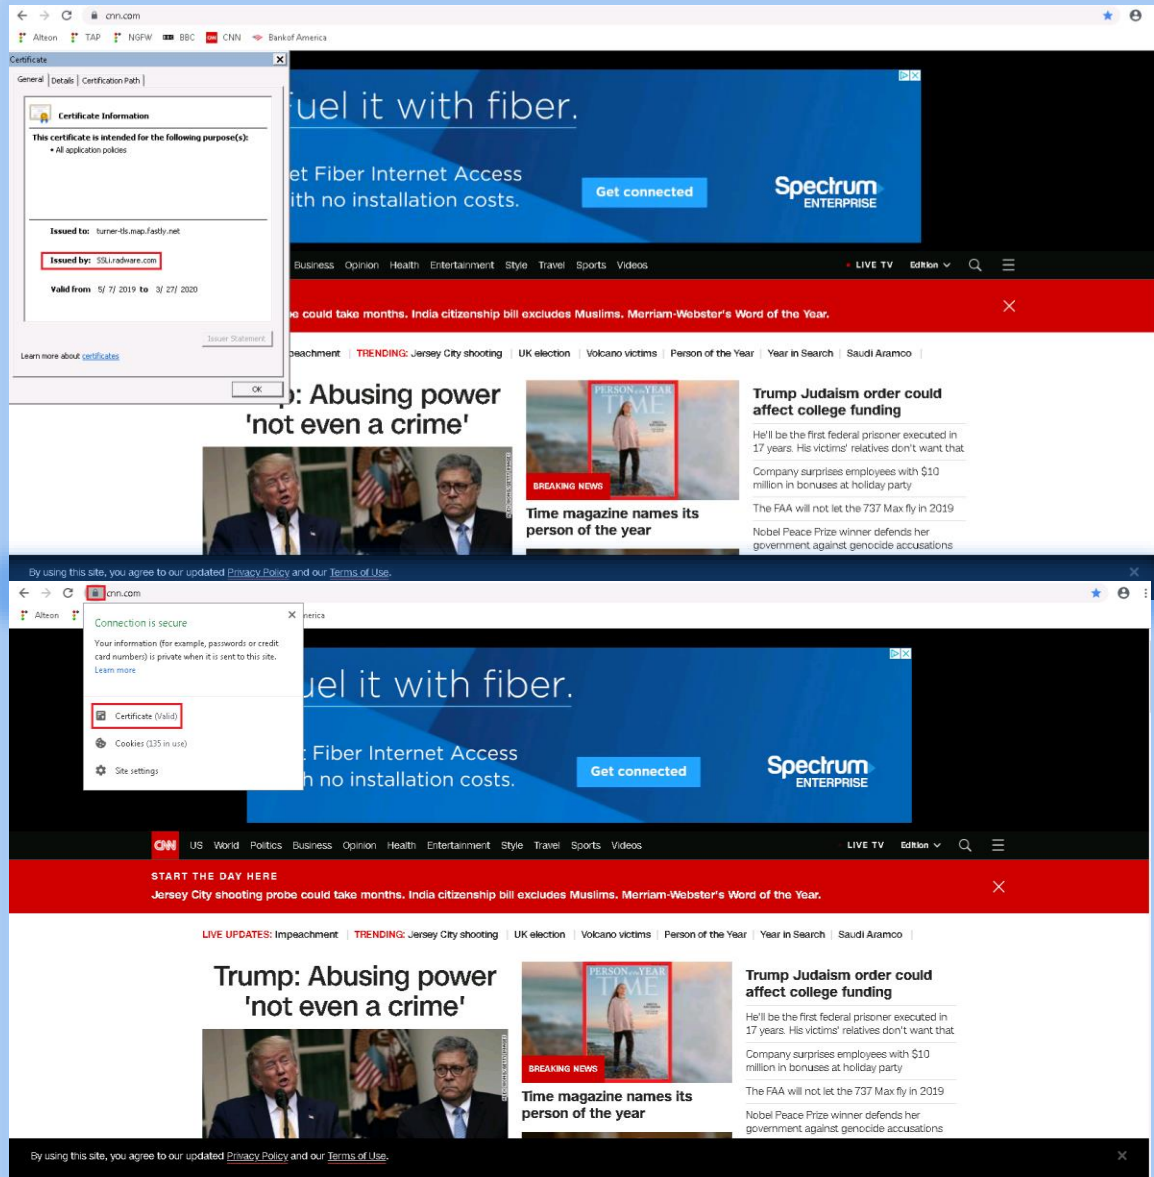 cnn.com
Alteon TAP NGFW BBC CNN Bank of America
Certificate
General Details Certification Path
Certificate Information
This certificate is intended for the following purpose(s):
• All application policies
Issued to: turner-tls.map.fastly.net
Issued by: SSLi.radware.com
Valid from 5/ 7/ 2019 to 3/ 27/ 2020
Issuer Statement
Learn more about certificates
OK
uel it with fiber.
et Fiber Internet Access
ith no installation costs.
Get connected
Spectrum
ENTERPRISE
Business Opinion Health Entertainment Style Travel Sports Videos
LIVE TV Edition
e could take months. India citizenship bill excludes Muslims. Merriam-Webster's Word of the Year.
peachment TRENDING: Jersey City shooting UK election Volcano victims Person of the Year Year in Search Saudi Aramco
p: Abusing power
'not even a crime'
PERSON of the YEAR
TIME
BREAKING NEWS
Time magazine names its
person of the year
Trump Judaism order could
affect college funding
He'll be the first federal prisoner executed in
17 years. His victims' relatives don't want that
Company surprises employees with $10
million in bonuses at holiday party
The FAA will not let the 737 Max fly in 2019
Nobel Peace Prize winner defends her
government against genocide accusations
By using this site, you agree to our updated Privacy Policy and our Terms of Use.
cnn.com
Alteon
merica
Connection is secure
Your information (for example, passwords or credit
card numbers) is private when it is sent to this site.
Learn more
Certificate (Valid)
Cookies (135 in use)
Site settings
uel it with fiber.
t Fiber Internet Access
h no installation costs.
Get connected
Spectrum
ENTERPRISE
CNN US World Politics Business Opinion Health Entertainment Style Travel Sports Videos
LIVE TV Edition
START THE DAY HERE
Jersey City shooting probe could take months. India citizenship bill excludes Muslims. Merriam-Webster's Word of the Year.
LIVE UPDATES: Impeachment TRENDING: Jersey City shooting UK election Volcano victims Person of the Year Year in Search Saudi Aramco
Trump: Abusing power
'not even a crime'
PERSON of the YEAR
TIME
BREAKING NEWS
Time magazine names its
person of the year
Trump Judaism order could
affect college funding
He'll be the first federal prisoner executed in
17 years. His victims' relatives don't want that
Company surprises employees with $10
million in bonuses at holiday party
The FAA will not let the 737 Max fly in 2019
Nobel Peace Prize winner defends her
government against genocide accusations
By using this site, you agree to our updated Privacy Policy and our Terms of Use.